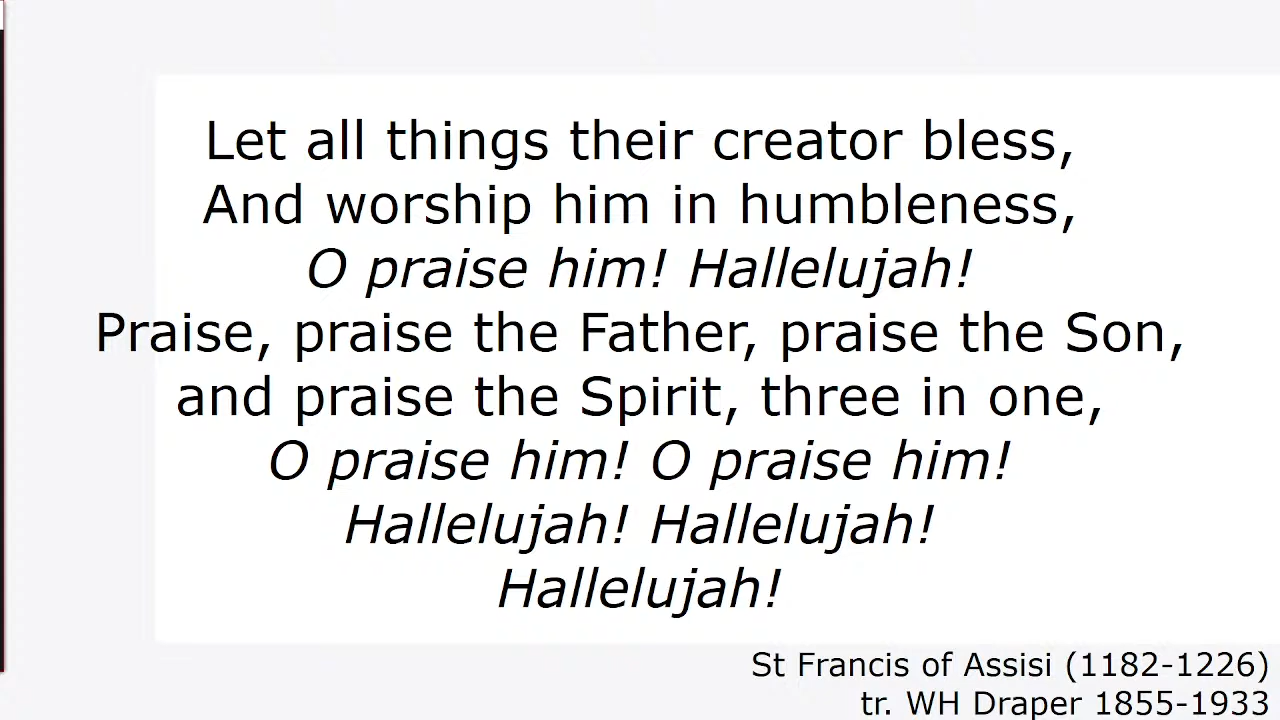 Let all things their creator bless,
And worship him in humbleness,
O praise him! Hallelujah!
Praise, praise the Father, praise the Son,
and praise the Spirit, three in one,
O praise him! O praise him!
Hallelujah! Hallelujah!
Hallelujah!
St Francis of Assisi (1182-1226)
tr. WH Draper 1855-1933